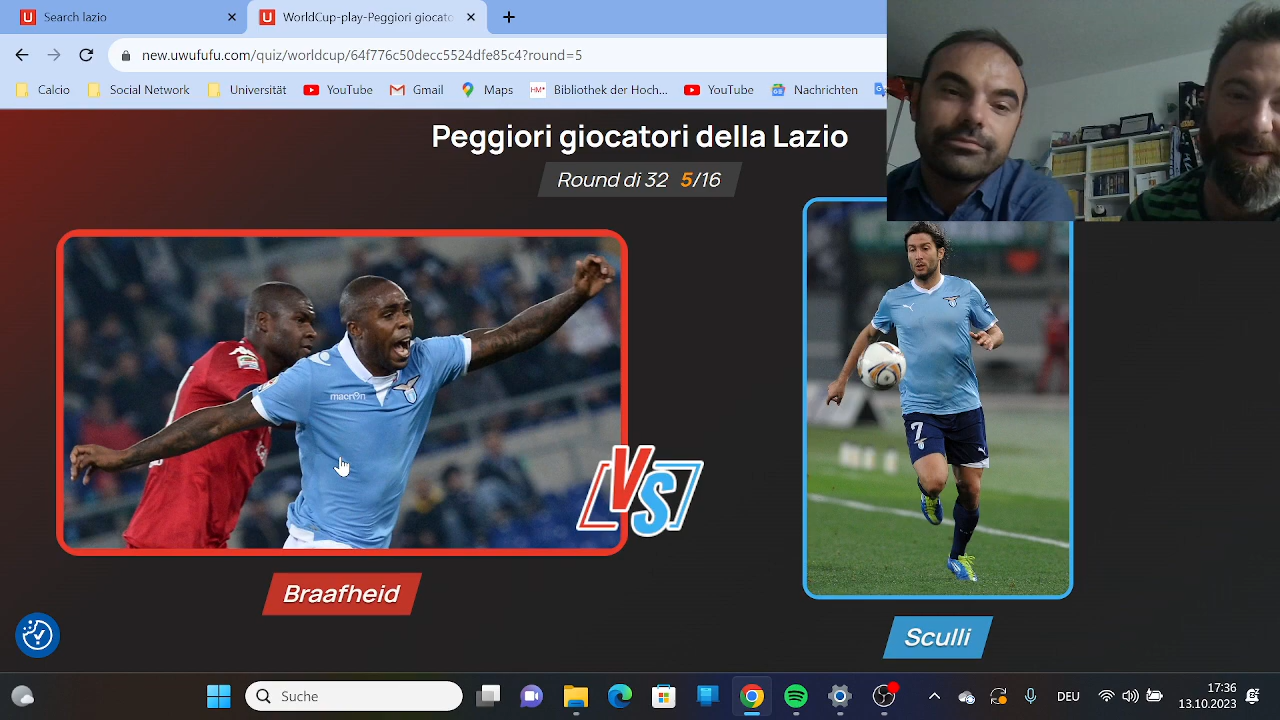 Search lazio
WorldCup-play-Peggiori giocato
new.uwufufu.com/quiz/worldcup/64f776c50decc5524dfe85c4?round=5
Calcio
Social Network
Universität
YouTube
Gmail
Maps
HM*
Bibliothek der Hoch...
YouTube
GB
Nachrichten
Peggiori giocatori della Lazio
Round di 32 5/16
macron
7
VS
Braafheid
Sculli
Suche
DEU
17:36
13.10.2023